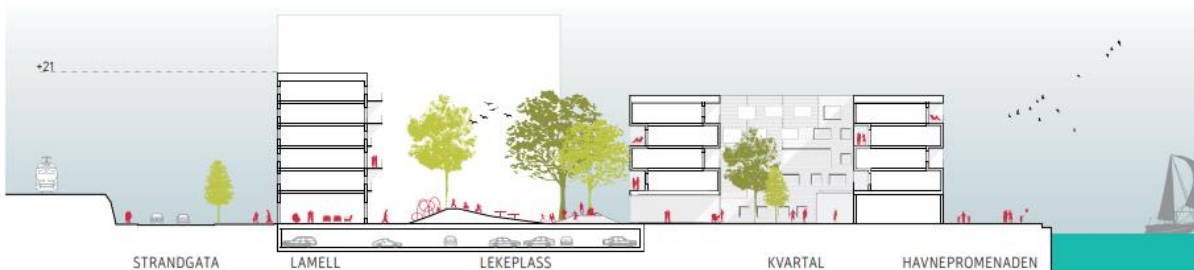 +21
STRANDGATA LAMELL LEKEPLASS KVARTAL HAVNEPROMENADEN